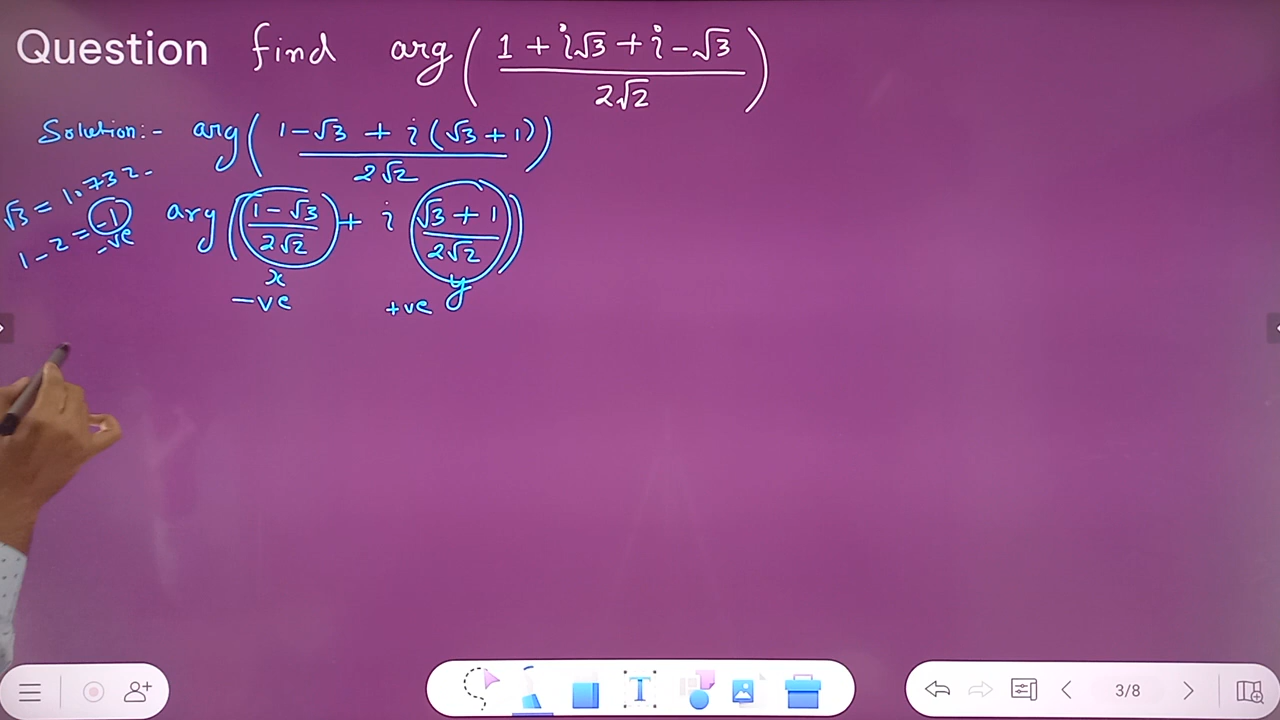 Question find arg(1 + i√3 + i - √3 / 2√2)
Solution:- arg(1 - √3 + i(√3 + 1) / 2√2)
√3 = 1.732-
1 - 2 = -1
-ve
arg((1 - √3 / 2√2) + i (√3 + 1 / 2√2))
x y
-ve +ve
T
3/8